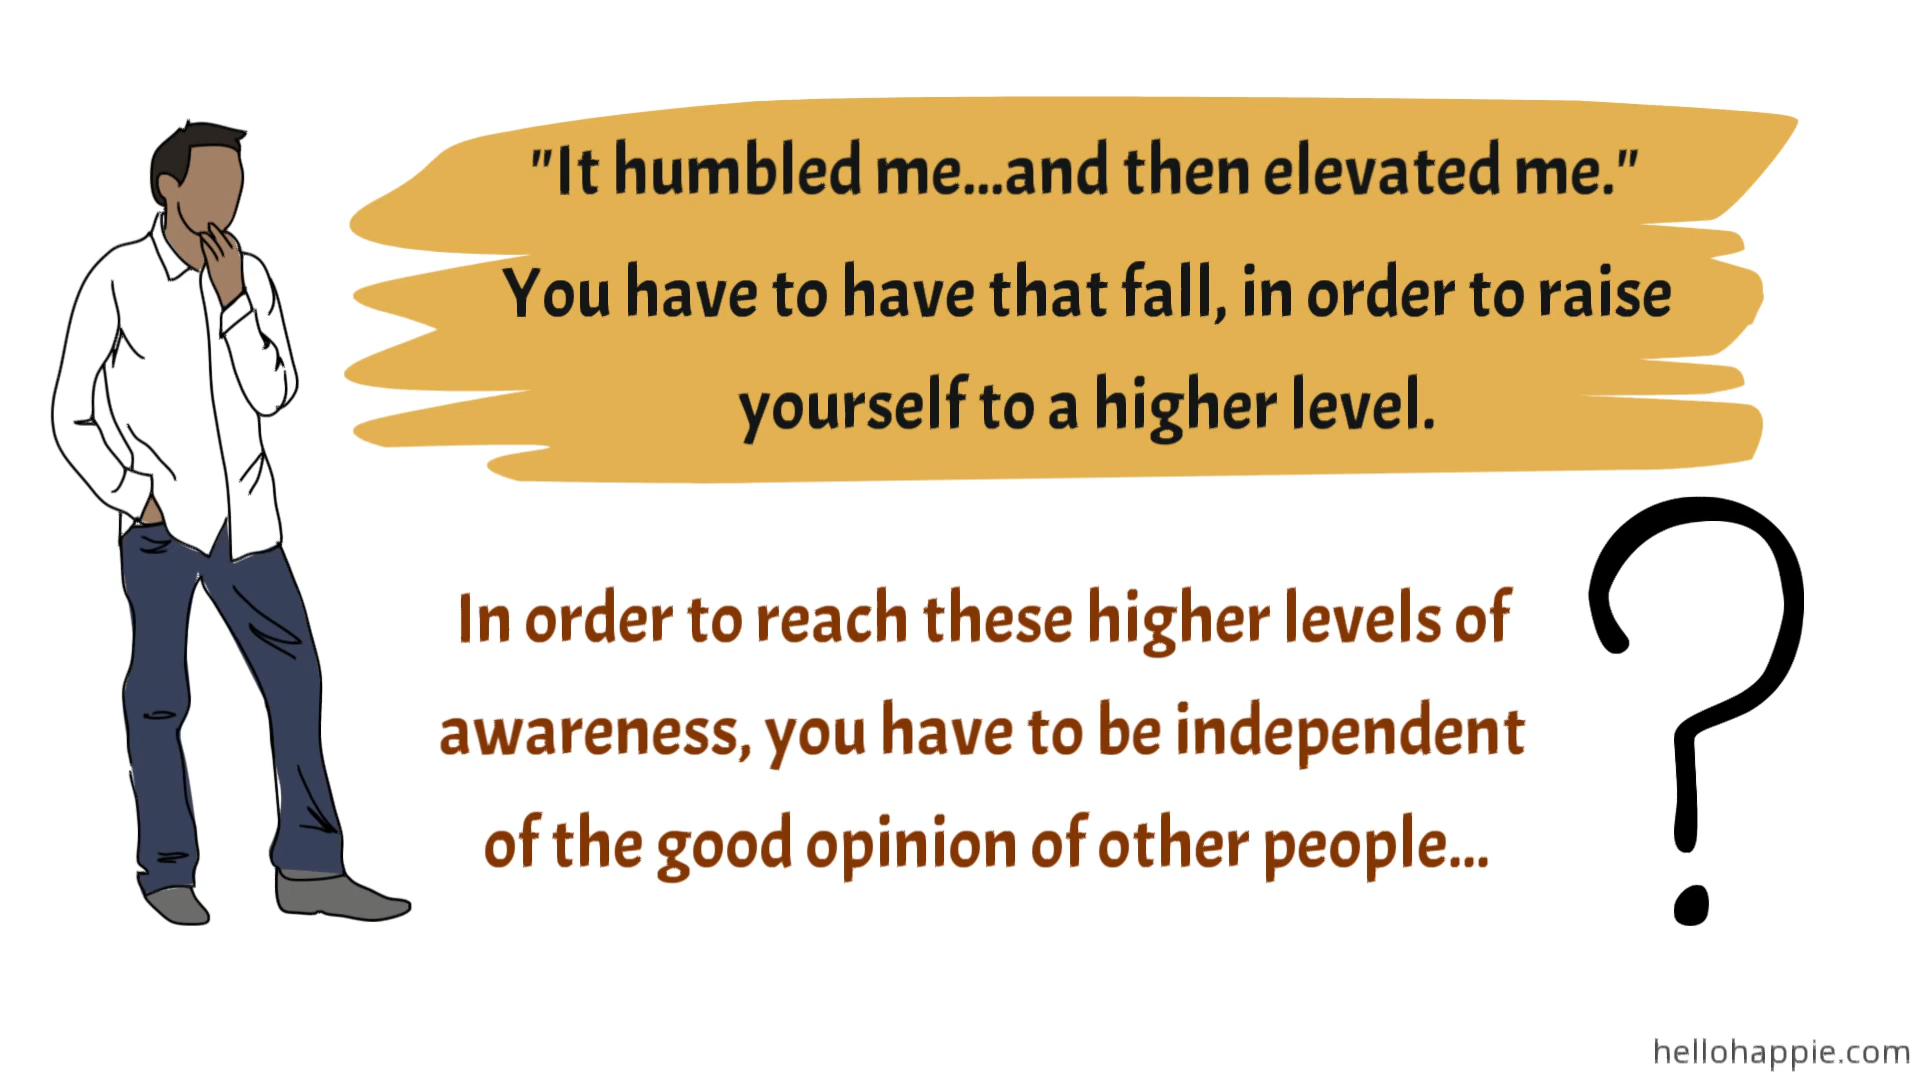 "It humbled me...and then elevated me."
You have to have that fall, in order to raise
yourself to a higher level.
In order to reach these higher levels of
awareness, you have to be independent
of the good opinion of other people...
?
hellohappie.com